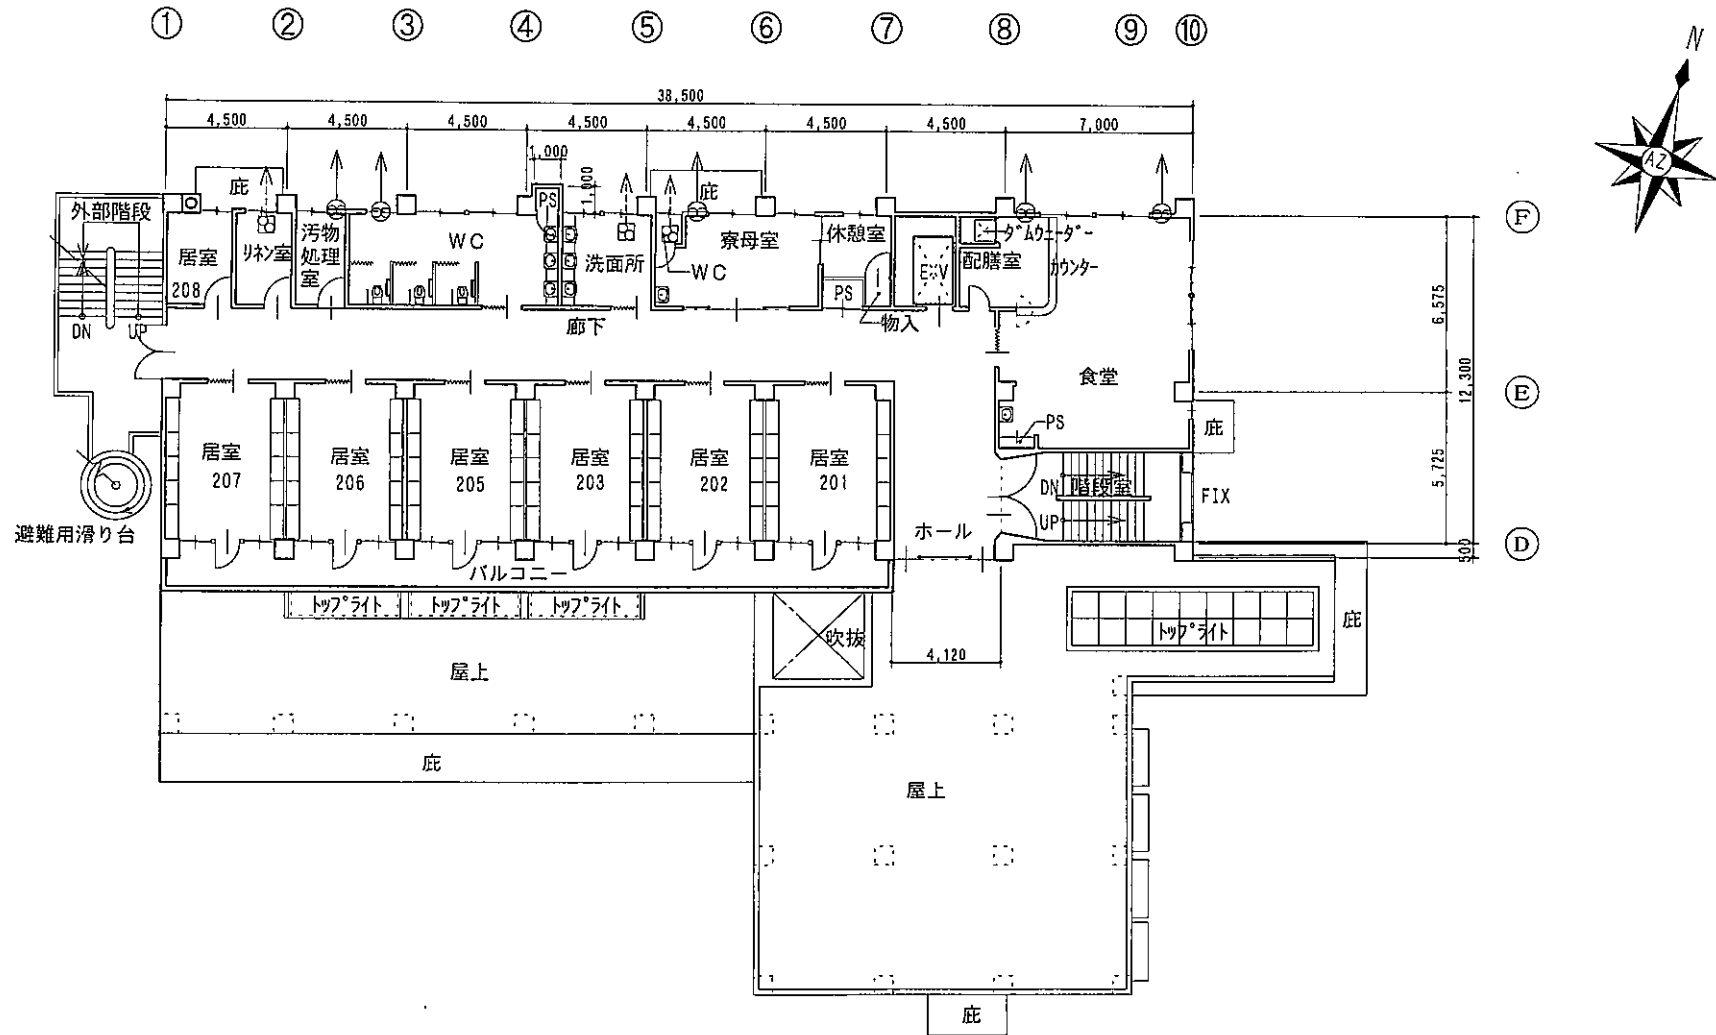 ① ② ③ ④ ⑤ ⑥ ⑦ ⑧ ⑨ ⑩
N
AZ
38,500
4,500 4,500 4,500 4,500 4,500 4,500 4,500 7,000
1,000
1,000
庇
庇
外部階段
居室
208
リネン室
汚物
処理
室
WC
PS
洗面所
WC
寮母室
休憩室
PS
物入
EV
ダムウェーダー
配膳室
カウンター
DN
UP
廊下
食堂
PS
庇
6,575
12,300
5,725
500
Ⓕ
Ⓔ
Ⓓ
居室
207
居室
206
居室
205
居室
203
居室
202
居室
201
DN
階段室
UP
FIX
ホール
避難用滑り台
バルコニー
トップライト
トップライト
トップライト
吹抜
4,120
トップライト
庇
屋上
庇
屋上
庇